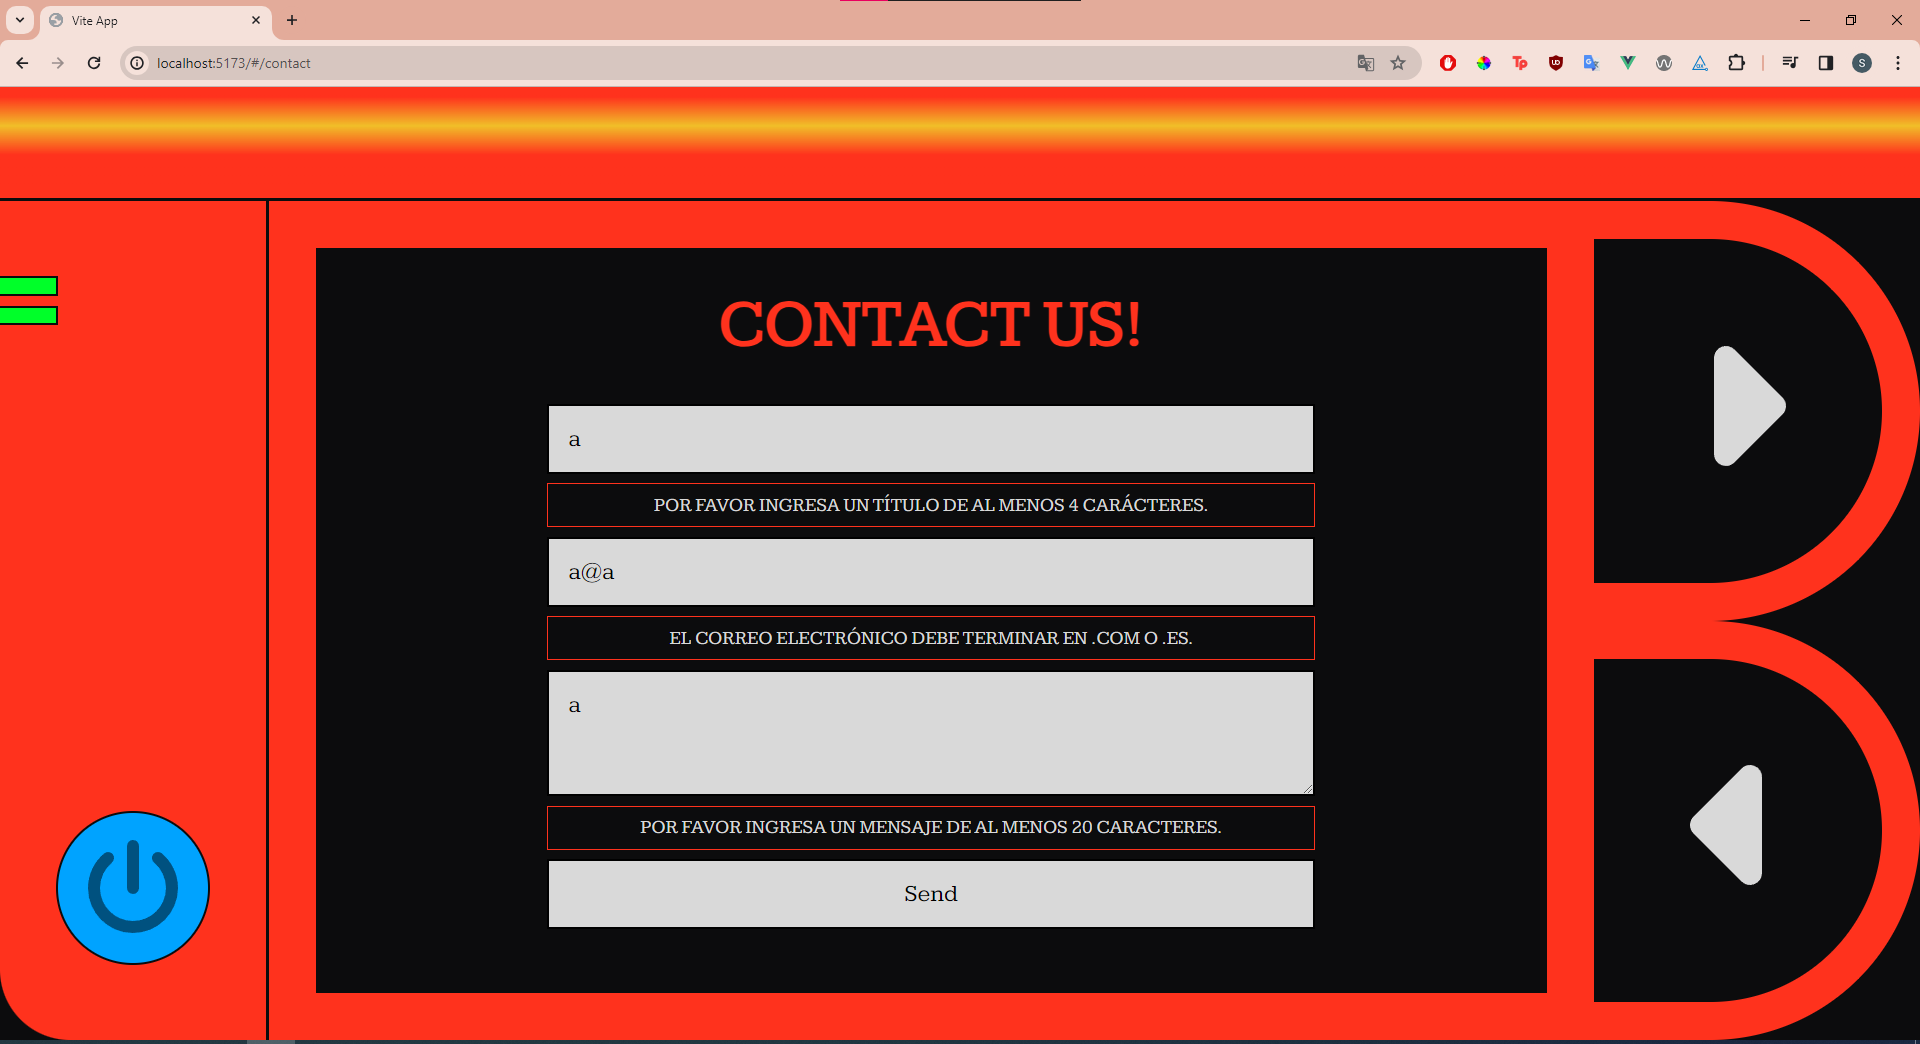 Vite App
localhost:5173/#/contact
S
CONTACT US!
a
POR FAVOR INGRESA UN TÍTULO DE AL MENOS 4 CARÁCTERES.
a@a
EL CORREO ELECTRÓNICO DEBE TERMINAR EN .COM O .ES.
a
POR FAVOR INGRESA UN MENSAJE DE AL MENOS 20 CARACTERES.
Send